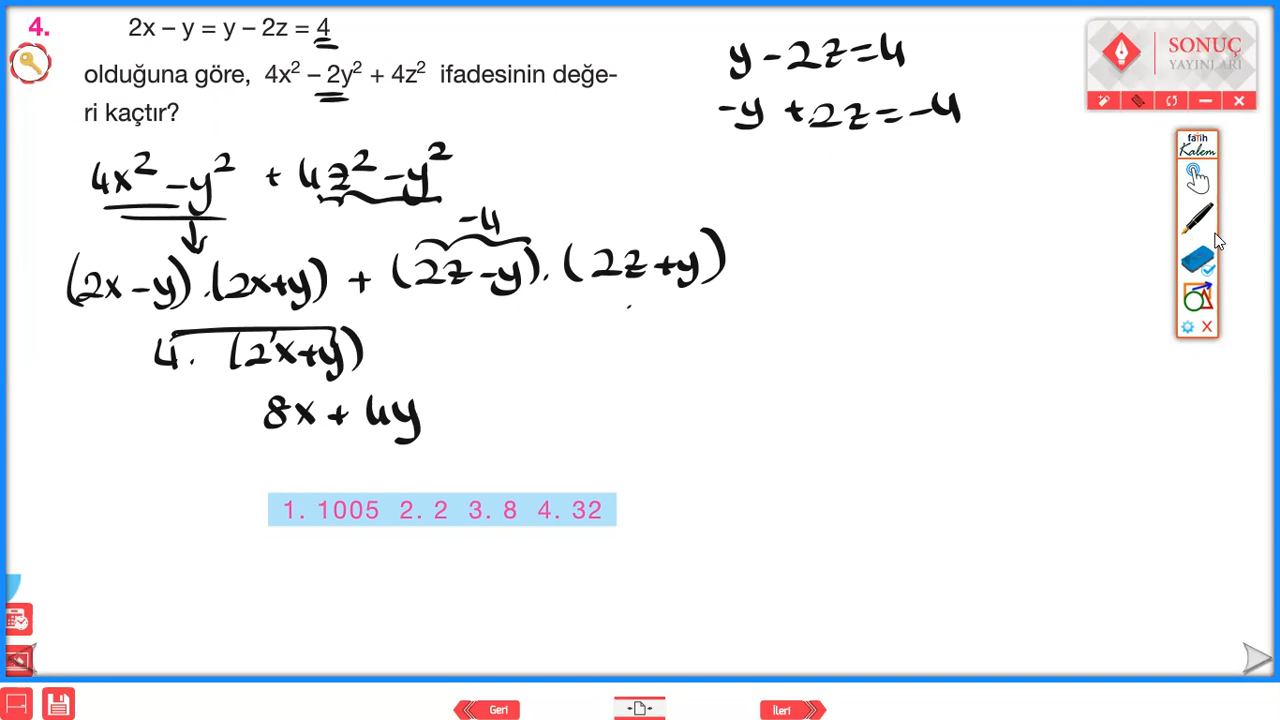 4. 2x – y = y – 2z = 4
olduğuna göre, 4x² – 2y² + 4z² ifadesinin değe-
ri kaçtır?
y - 2z = 4
-y + 2z = -4
SONUÇ
YAYINLARI
fatih
Kalem
4x² - y² + 4z² - y²
-4
(2x - y) . (2x + y) + (2z - y) . (2z + y)
4 . (2x + y)
8x + 4y
1. 1005 2. 2 3. 8 4. 32
Geri
İleri